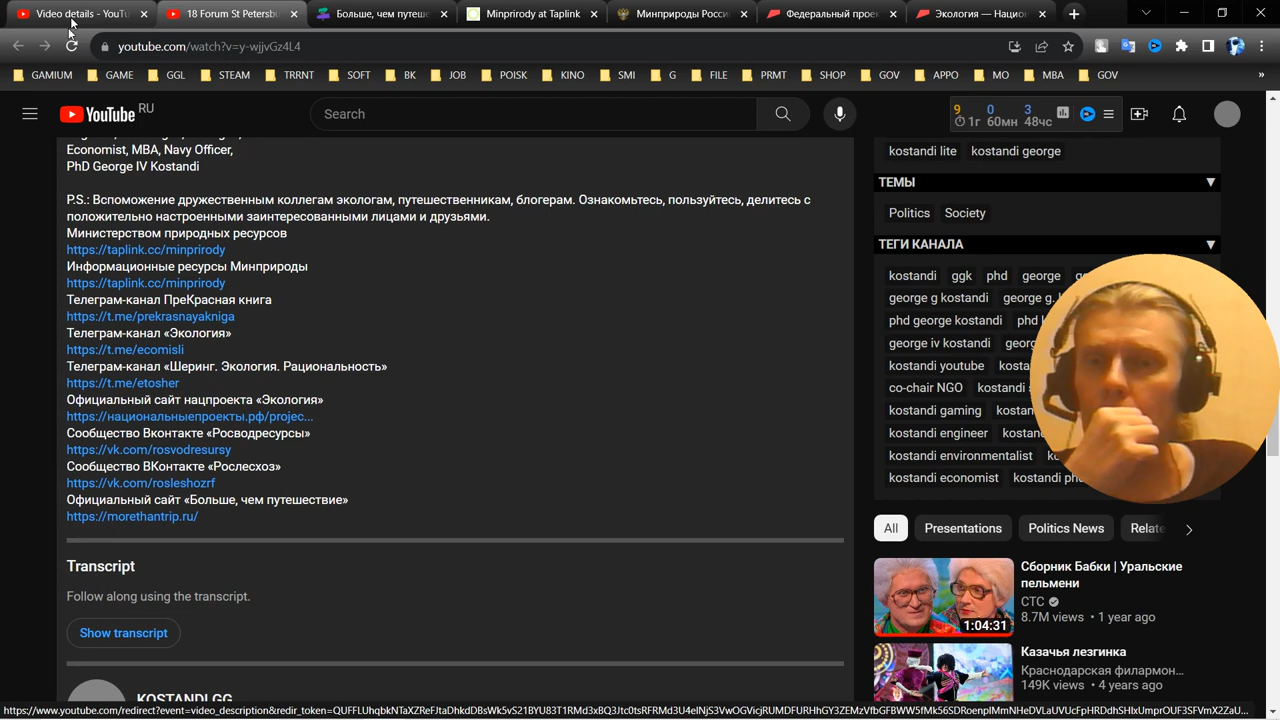 Video details - YouTu
18 Forum St Petersbu
Больше, чем путеше
Minprirody at Taplink
Минприроды Росси
Федеральный прое
Экология — Нацио
youtube.com/watch?v=y-wjjvGz4L4
GAMIUM
GAME
GGL
STEAM
TRRNT
SOFT
BK
JOB
POISK
KINO
SMI
G
FILE
PRMT
SHOP
GOV
APPO
MO
MBA
GOV
»
YouTube RU
Search
9 0 3
1г 60мн 48чс
Economist, MBA, Navy Officer,
PhD George IV Kostandi
P.S.: Вспоможение дружественным коллегам экологам, путешественникам, блогерам. Ознакомьтесь, пользуйтесь, делитесь с
положительно настроенными заинтересованными лицами и друзьями.
Министерством природных ресурсов
https://taplink.cc/minprirody
Информационные ресурсы Минприроды
https://taplink.cc/minprirody
Телеграм-канал ПреКрасная книга
https://t.me/prekrasnayakniga
Телеграм-канал «Экология»
https://t.me/ecomisli
Телеграм-канал «Шеринг. Экология. Рациональность»
https://t.me/etosher
Официальный сайт нацпроекта «Экология»
https://национальныепроекты.рф/projec...
Сообщество Вконтакте «Росводресурсы»
https://vk.com/rosvodresursy
Сообщество ВКонтакте «Рослесхоз»
https://vk.com/rosleshozrf
Официальный сайт «Больше, чем путешествие»
https://morethantrip.ru/
Transcript
Follow along using the transcript.
Show transcript
KOSTANDI GG
kostandi lite kostandi george
ТЕМЫ
Politics Society
ТЕГИ КАНАЛА
kostandi ggk phd george
george g kostandi george g.
phd george kostandi
george iv kostandi
kostandi youtube
co-chair NGO kostandi
kostandi gaming
kostandi engineer
kostandi environmentalist
kostandi economist kostandi
All
Presentations
Politics News
Relate
Сборник Бабки | Уральские
пельмени
СТС
8.7M views • 1 year ago
1:04:31
Казачья лезгинка
Краснодарская филармон...
149K views • 4 years ago